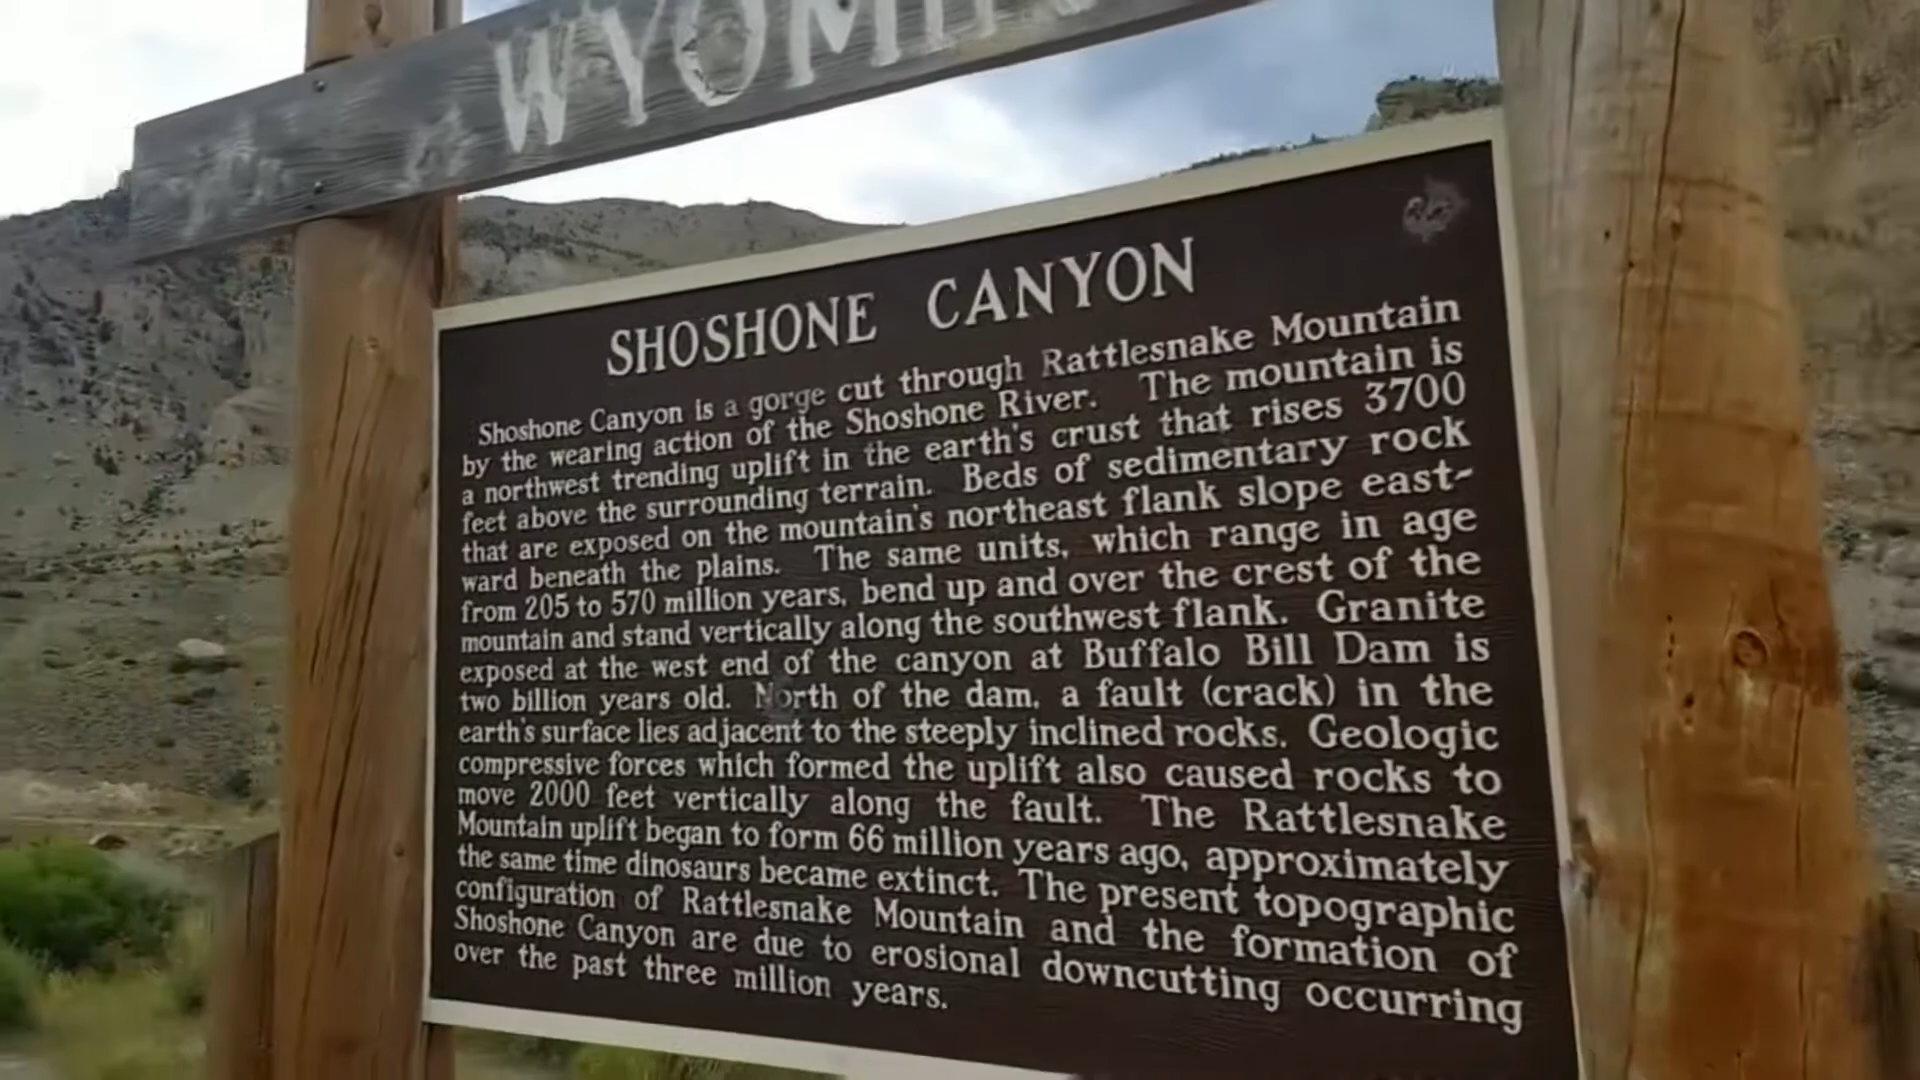 WYOMIN
SHOSHONE CANYON
Shoshone Canyon is a gorge cut through Rattlesnake Mountain
by the wearing action of the Shoshone River. The mountain is
a northwest trending uplift in the earth's crust that rises 3700
feet above the surrounding terrain. Beds of sedimentary rock
that are exposed on the mountain's northeast flank slope east-
ward beneath the plains. The same units, which range in age
from 205 to 570 million years, bend up and over the crest of the
mountain and stand vertically along the southwest flank. Granite
exposed at the west end of the canyon at Buffalo Bill Dam is
two billion years old. North of the dam, a fault (crack) in the
earth's surface lies adjacent to the steeply inclined rocks. Geologic
compressive forces which formed the uplift also caused rocks to
move 2000 feet vertically along the fault. The Rattlesnake
Mountain uplift began to form 66 million years ago, approximately
the same time dinosaurs became extinct. The present topographic
configuration of Rattlesnake Mountain and the formation of
Shoshone Canyon are due to erosional downcutting occurring
over the past three million years.